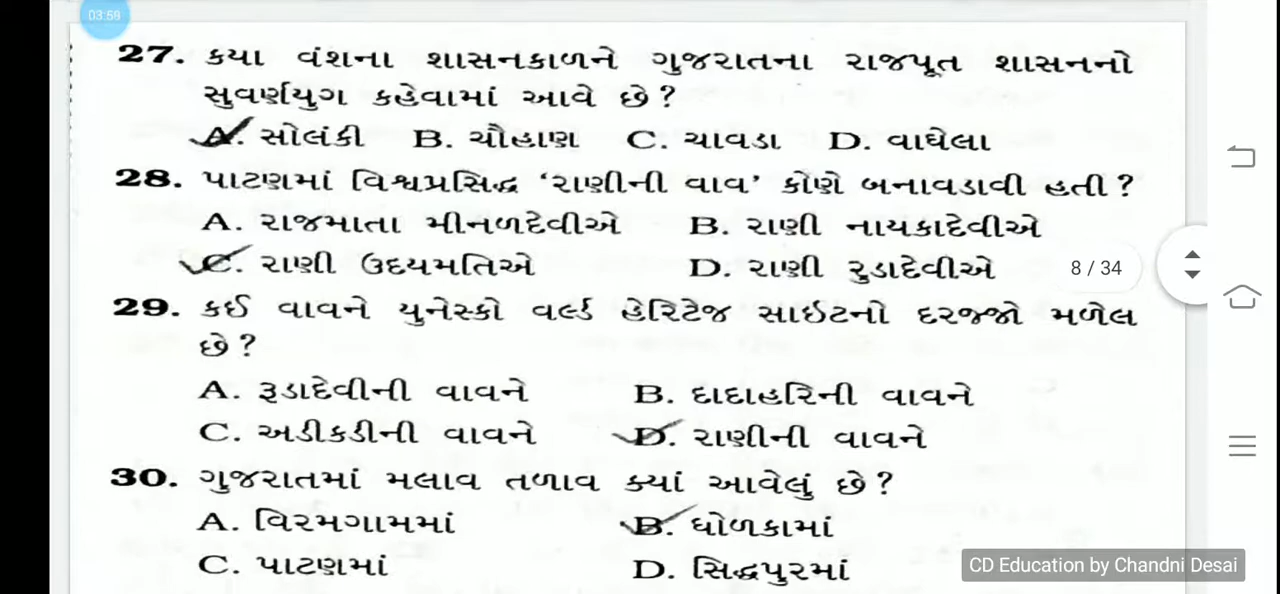 03:59
27. કયા વંશના શાસનકાળને ગુજરાતના રાજપૂત શાસનનો
સુવર્ણયુગ કહેવામાં આવે છે?
A. સોલંકી B. ચૌહાણ C. ચાવડા D. વાઘેલા
28. પાટણમાં વિશ્વપ્રસિદ્ધ ‘રાણીની વાવ’ કોણે બનાવડાવી હતી?
A. રાજમાતા મીનળદેવીએ B. રાણી નાયકાદેવીએ
C. રાણી ઉદયમતિએ D. રાણી રુડાદેવીએ
8 / 34
29. કઈ વાવને યુનેસ્કો વર્લ્ડ હેરિટેજ સાઇટનો દરજ્જો મળેલ
છે?
A. રૂડાદેવીની વાવને B. દાદાહરિની વાવને
C. અડીકડીની વાવને D. રાણીની વાવને
30. ગુજરાતમાં મલાવ તળાવ ક્યાં આવેલું છે?
A. વિરમગામમાં B. ધોળકામાં
C. પાટણમાં D. સિદ્ધપુરમાં
CD Education by Chandni Desai